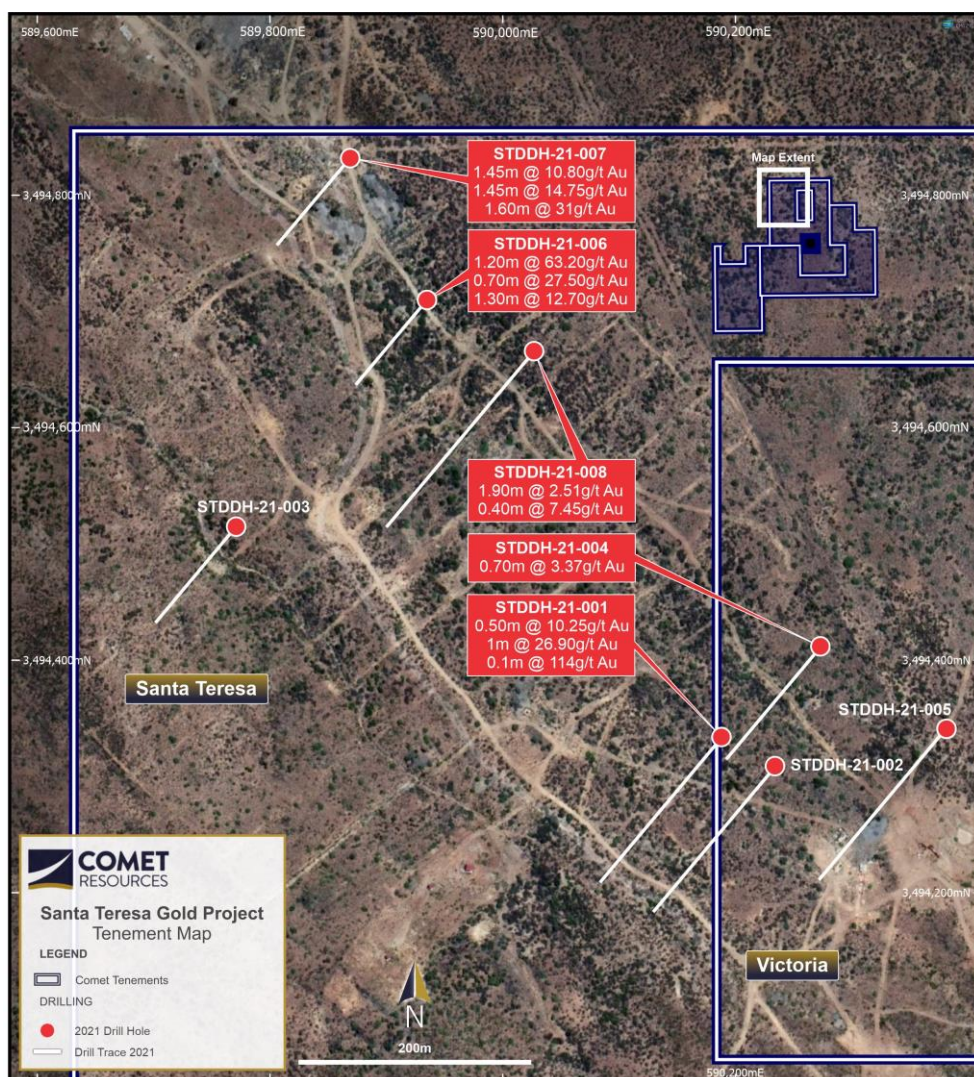 589,600mE
589,800mE
590,000mE
590,200mE
STDDH-21-007
1.45m @ 10.80g/t Au
1.45m @ 14.75g/t Au
1.60m @ 31g/t Au
Map Extent
3,494,800mN
3,494,800mN
STDDH-21-006
1.20m @ 63.20g/t Au
0.70m @ 27.50g/t Au
1.30m @ 12.70g/t Au
3,494,600mN
3,494,600mN
STDDH-21-008
1.90m @ 2.51g/t Au
0.40m @ 7.45g/t Au
STDDH-21-003
STDDH-21-004
0.70m @ 3.37g/t Au
STDDH-21-001
0.50m @ 10.25g/t Au
1m @ 26.90g/t Au
0.1m @ 114g/t Au
3,494,400mN
3,494,400mN
Santa Teresa
STDDH-21-005
STDDH-21-002
3,494,200mN
COMET
RESOURCES
Santa Teresa Gold Project
Tenement Map
LEGEND
Comet Tenements
DRILLING
2021 Drill Hole
Drill Trace 2021
Victoria
N
200m
590,200mE